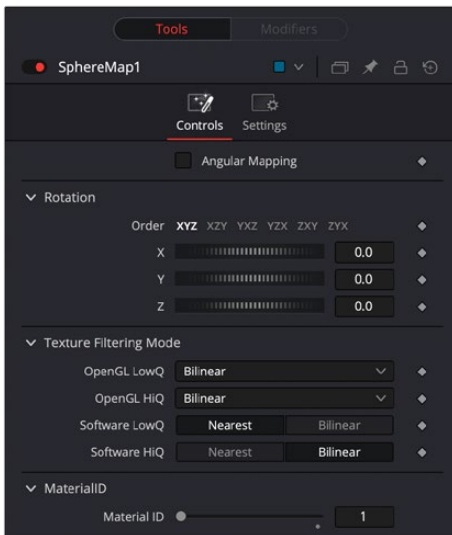 Tools Modifiers
SphereMap1
Controls Settings
Angular Mapping
Rotation
Order XYZ XZY YXZ YZX ZXY ZYX
X 0.0
Y 0.0
Z 0.0
Texture Filtering Mode
OpenGL LowQ Bilinear
OpenGL HiQ Bilinear
Software LowQ Nearest Bilinear
Software HiQ Nearest Bilinear
MaterialID
Material ID 1